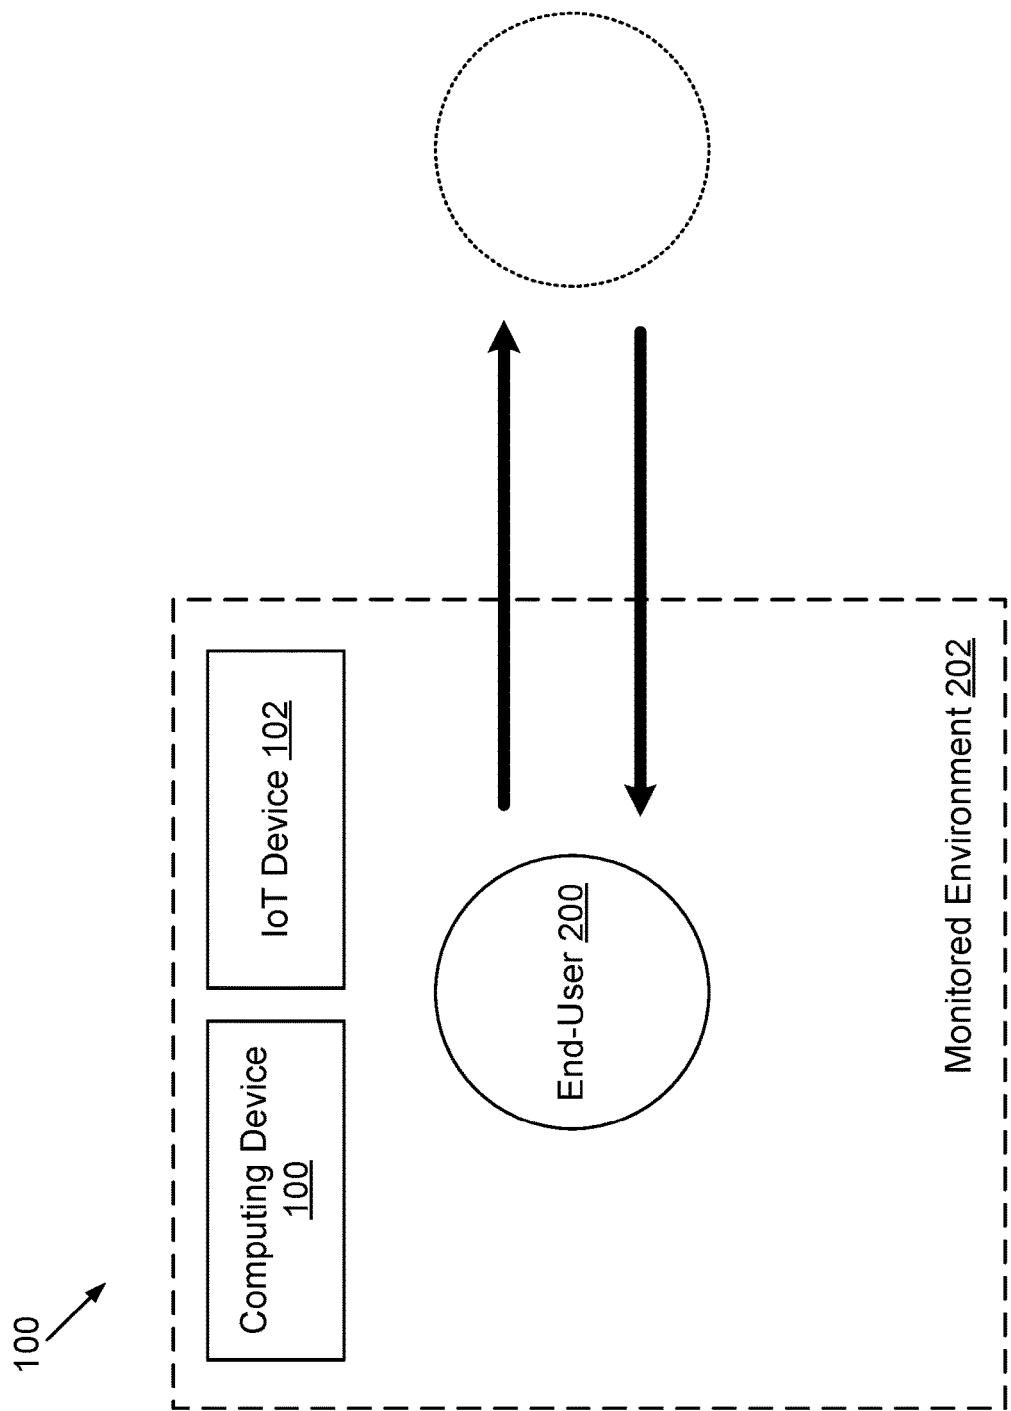 100
Computing Device
100
IoT Device 102
End-User 200
Monitored Environment 202